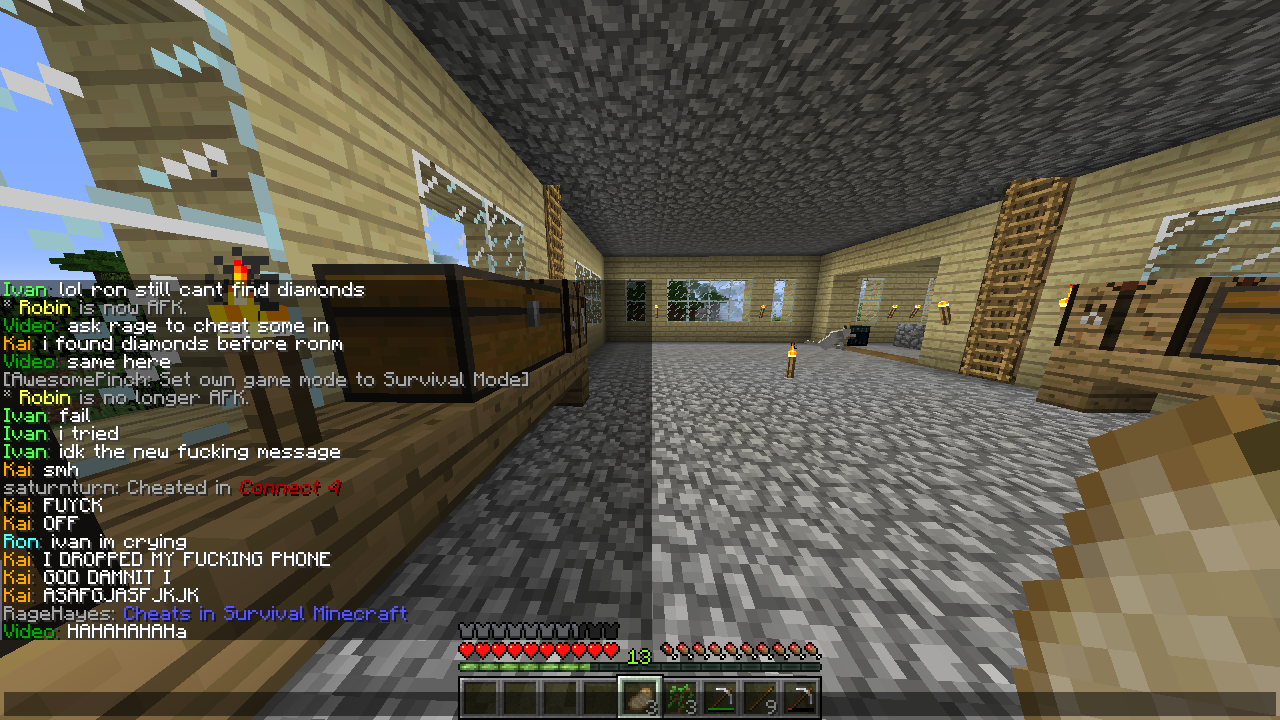 Ivan: lol ron still cant find diamonds
* Robin is now AFK.
Video: ask rage to cheat some in
Kai: i found diamonds before ronm
Video: same here
[AwesomeFinch: Set own game mode to Survival Mode]
* Robin is no longer AFK.
Ivan: fail
Ivan: i tried
Ivan: idk the new fucking message
Kai: smh
saturnturn: Cheated in Connect 4
Kai: FUYCK
Kai: OFF
Ron: ivan im crying
Kai: I DROPPED MY FUCKING PHONE
Kai: GOD DAMNIT I
Kai: ASAFGJASFJKJK
RageHayes: Cheats in Survival Minecraft
Video: HAHAHAHAHa
13
3 3 9